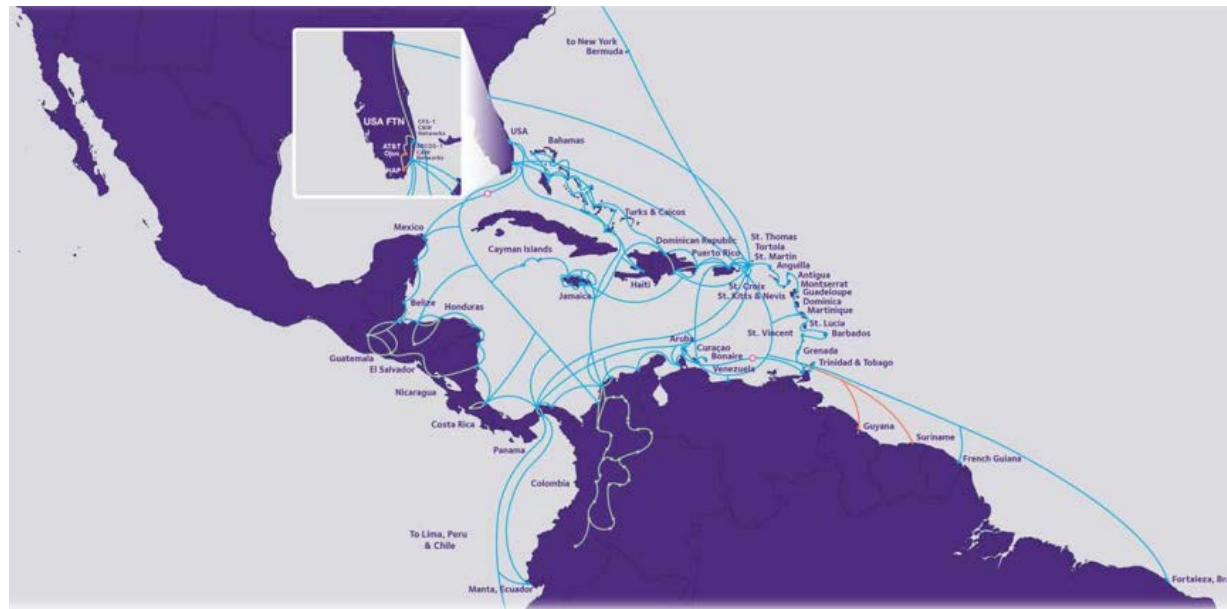 to New York
Bermuda
USA FTN
CFX-1
C&W
Networks
AT&T
Ojus
ARCOS-1
C&W
Networks
NAP
USA
Bahamas
Turks & Caicos
Mexico
Cayman Islands
Dominican Republic
Puerto Rico
St. Thomas
Tortola
St. Martin
Anguilla
Antigua
Montserrat
Guadeloupe
Dominica
Martinique
St. Croix
St. Kitts & Nevis
Jamaica
Haiti
Belize
Honduras
St. Lucia
Barbados
St. Vincent
Aruba
Curaçao
Bonaire
Grenada
Trinidad & Tobago
Venezuela
Guatemala
El Salvador
Nicaragua
Costa Rica
Panama
Colombia
Guyana
Suriname
French Guiana
To Lima, Peru
& Chile
Manta, Ecuador
Fortaleza, Bra